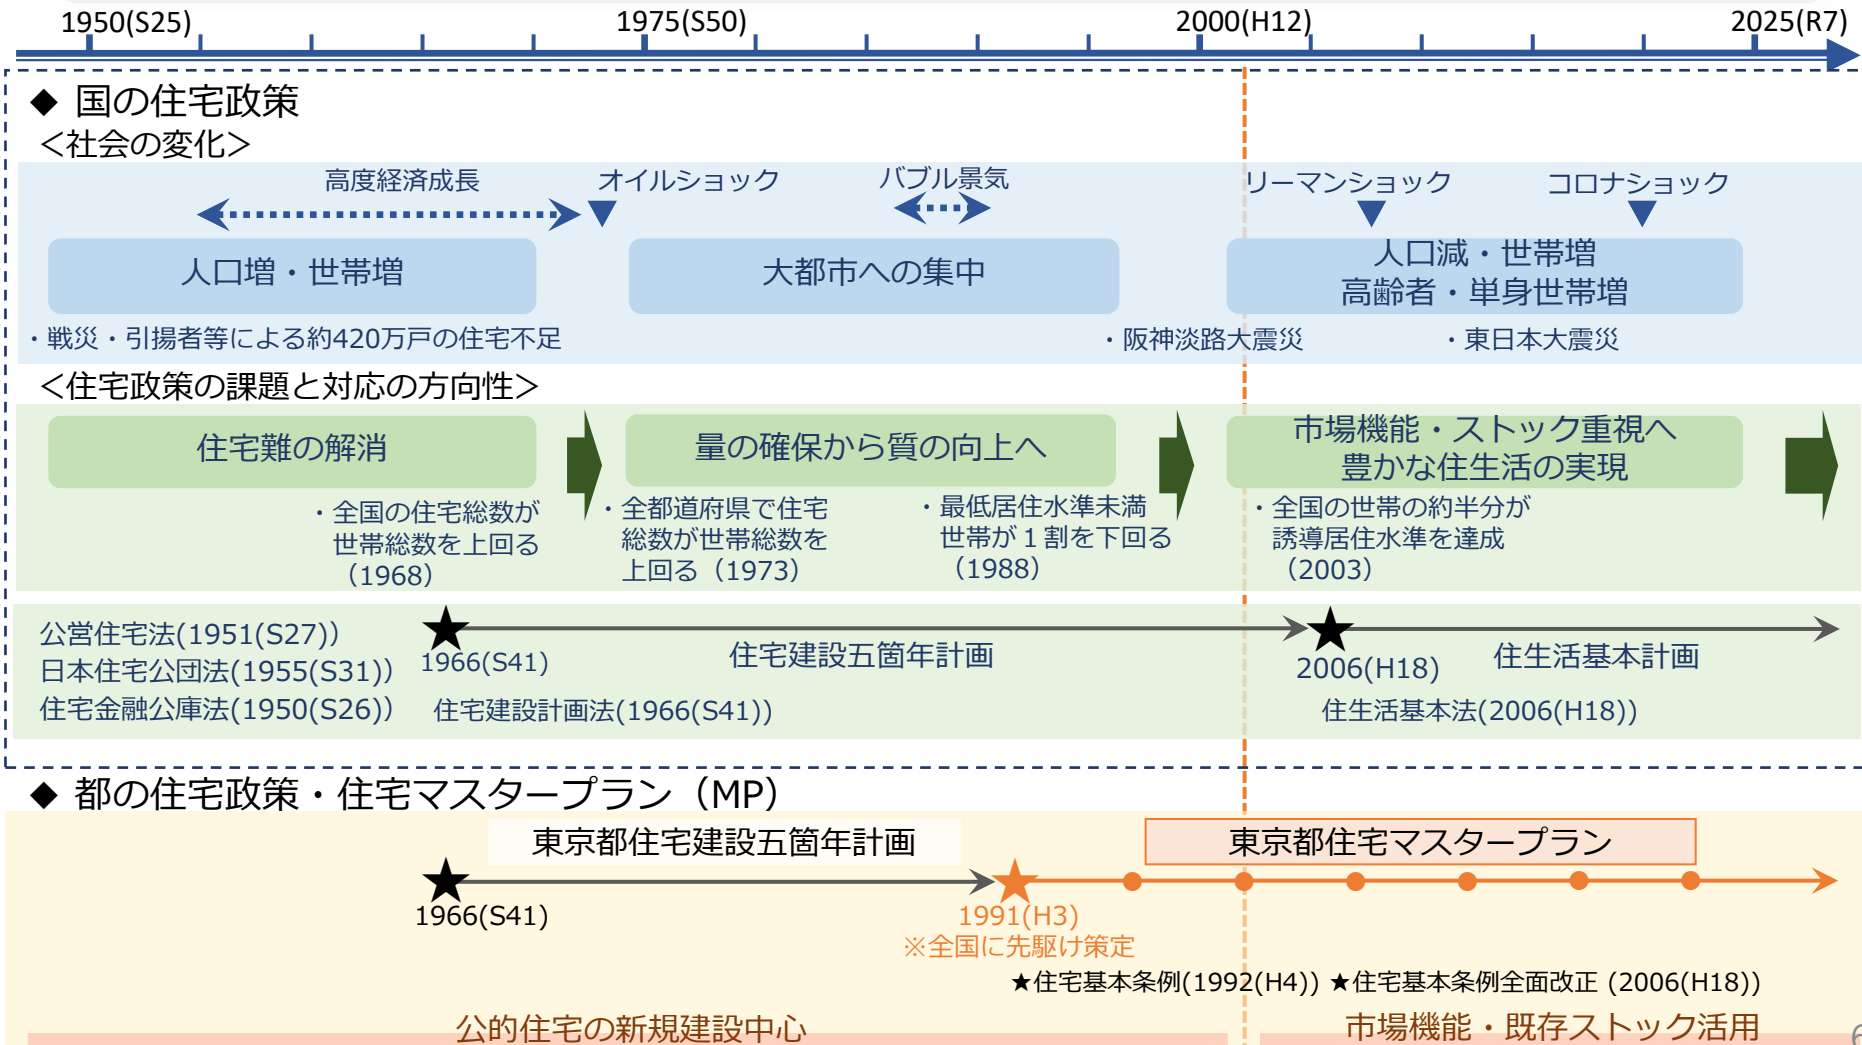 1950(S25)
1975(S50)
2000(H12)
2025(R7)
◆ 国の住宅政策
＜社会の変化＞
高度経済成長
オイルショック
バブル景気
リーマンショック
コロナショック
人口増・世帯増
大都市への集中
人口減・世帯増
高齢者・単身世帯増
・戦災・引揚者等による約420万戸の住宅不足
・阪神淡路大震災
・東日本大震災
＜住宅政策の課題と対応の方向性＞
住宅難の解消
量の確保から質の向上へ
市場機能・ストック重視へ
豊かな住生活の実現
・全国の住宅総数が
世帯総数を上回る
（1968）
・全都道府県で住宅
総数が世帯総数を
上回る（1973）
・最低居住水準未満
世帯が１割を下回る
（1988）
・全国の世帯の約半分が
誘導居住水準を達成
（2003）
公営住宅法(1951(S27)）
日本住宅公団法(1955(S31)）
住宅金融公庫法(1950(S26)）
1966(S41)
住宅建設五箇年計画
住宅建設計画法(1966(S41))
2006(H18)
住生活基本計画
住生活基本法(2006(H18))
◆ 都の住宅政策・住宅マスタープラン（MP）
東京都住宅建設五箇年計画
東京都住宅マスタープラン
1966(S41)
1991(H3)
※全国に先駆け策定
★住宅基本条例(1992(H4)) ★住宅基本条例全面改正 (2006(H18))
公的住宅の新規建設中心
市場機能・既存ストック活用
6